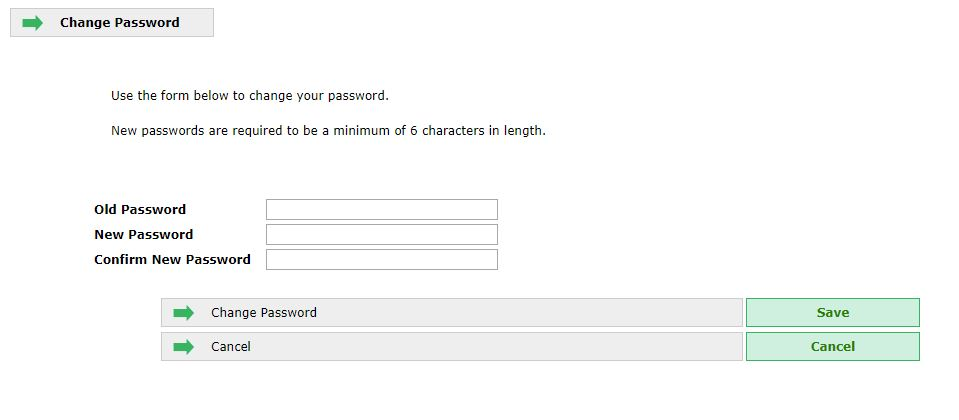 Change Password
Use the form below to change your password.
New passwords are required to be a minimum of 6 characters in length.
Old Password
New Password
Confirm New Password
Change Password Save
Cancel Cancel